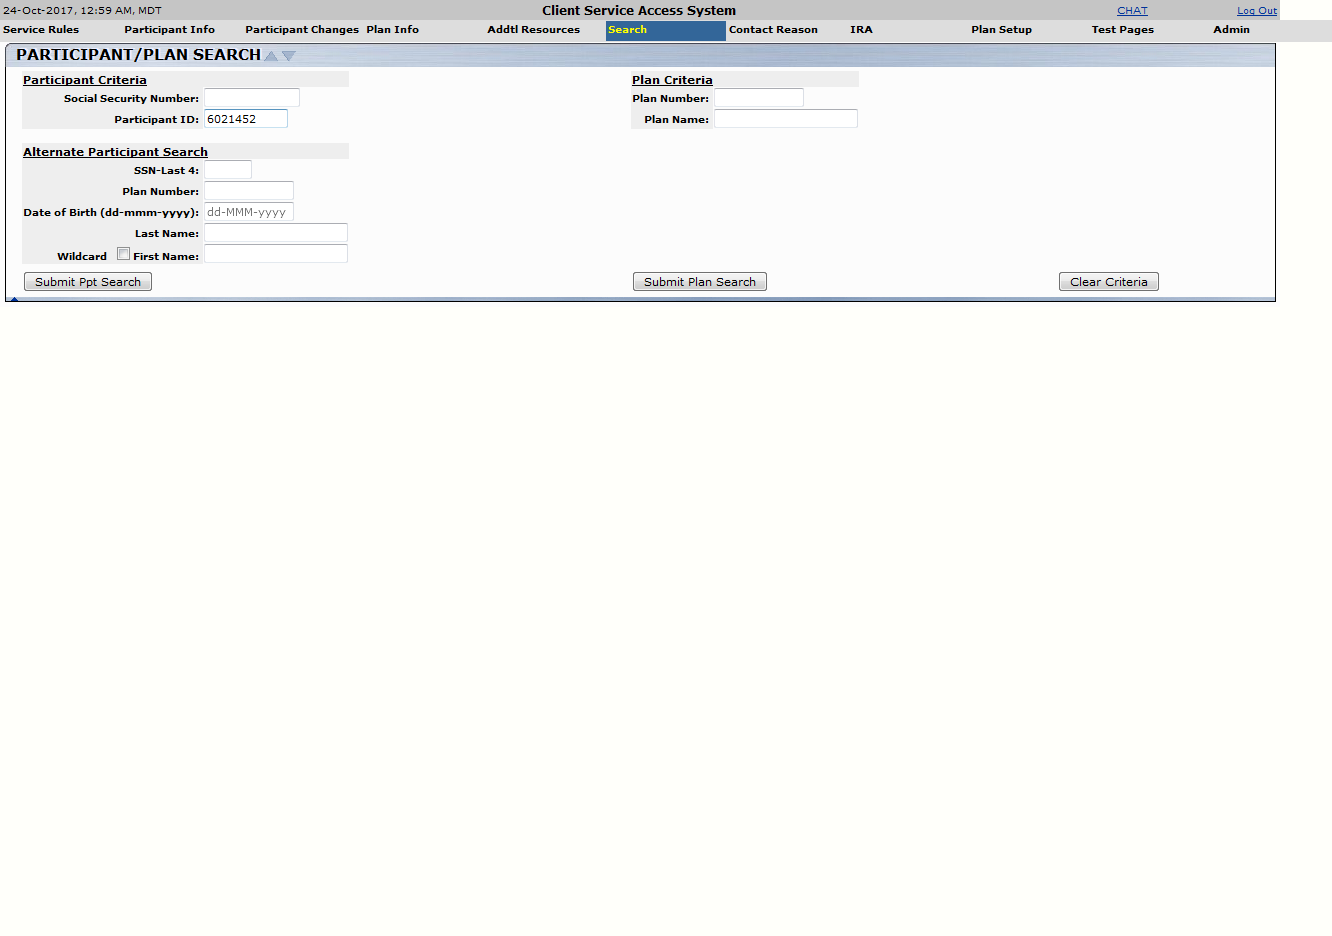 24-Oct-2017, 12:59 AM, MDT Client Service Access System CHAT Log Out
Service Rules Participant Info Participant Changes Plan Info Addtl Resources Search Contact Reason IRA Plan Setup Test Pages Admin
PARTICIPANT/PLAN SEARCH
Participant Criteria
Social Security Number:
Participant ID: 6021452
Plan Criteria
Plan Number:
Plan Name:
Alternate Participant Search
SSN-Last 4:
Plan Number:
Date of Birth (dd-mmm-yyyy): dd-MMM-yyyy
Last Name:
Wildcard First Name:
Submit Ppt Search Submit Plan Search Clear Criteria